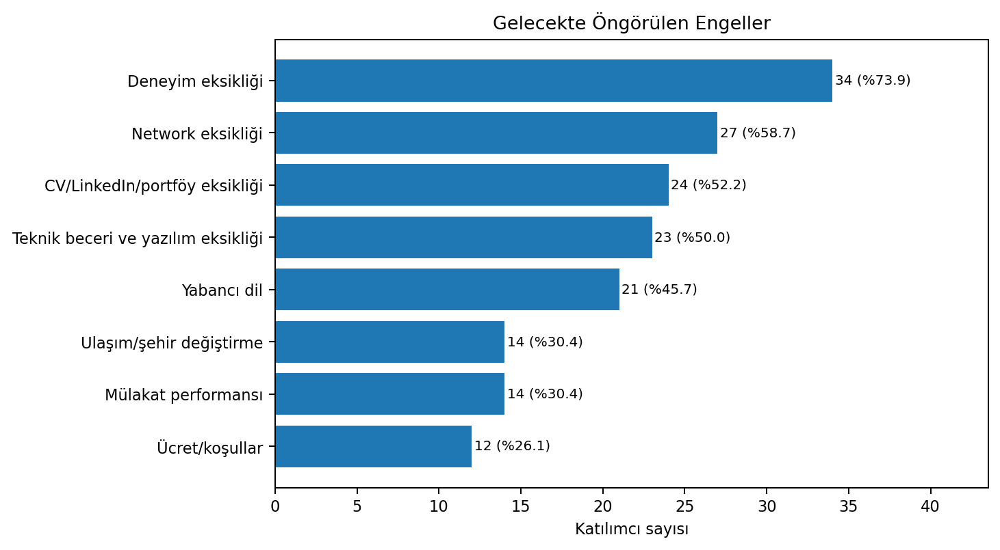 Gelecekte Öngörülen Engeller
Deneyim eksikliği 34 (%73.9)
Network eksikliği 27 (%58.7)
CV/LinkedIn/portföy eksikliği 24 (%52.2)
Teknik beceri ve yazılım eksikliği 23 (%50.0)
Yabancı dil 21 (%45.7)
Ulaşım/şehir değiştirme 14 (%30.4)
Mülakat performansı 14 (%30.4)
Ücret/koşullar 12 (%26.1)
0 5 10 15 20 25 30 35 40
Katılımcı sayısı